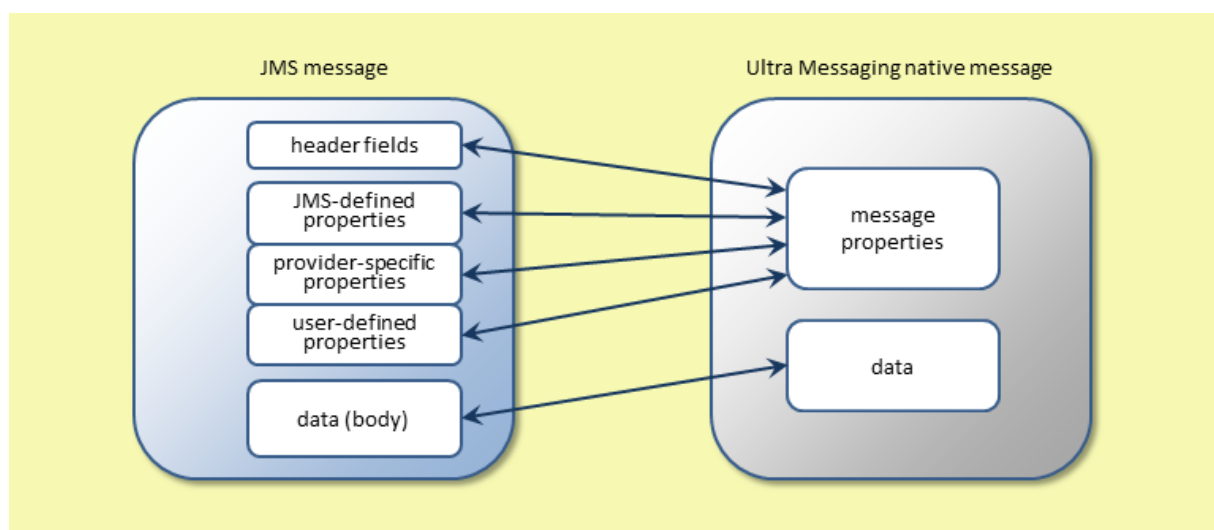 JMS message
header fields
JMS-defined
properties
provider-specific
properties
user-defined
properties
data (body)
Ultra Messaging native message
message
properties
data